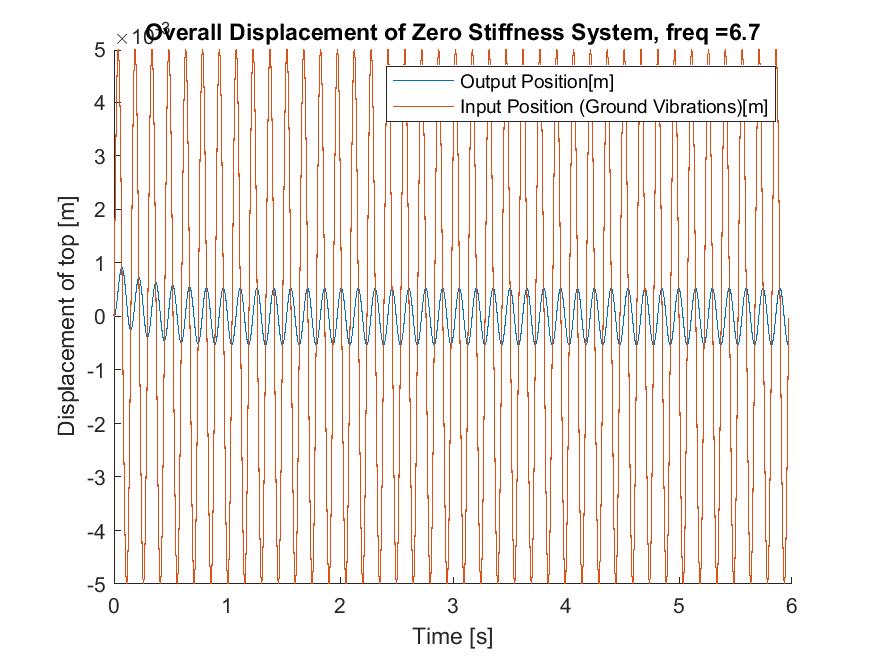 ×10-3
Overall Displacement of Zero Stiffness System, freq =6.7
Output Position[m]
Input Position (Ground Vibrations)[m]
Displacement of top [m]
5
4
3
2
1
0
-1
-2
-3
-4
-5
0 1 2 3 4 5 6
Time [s]